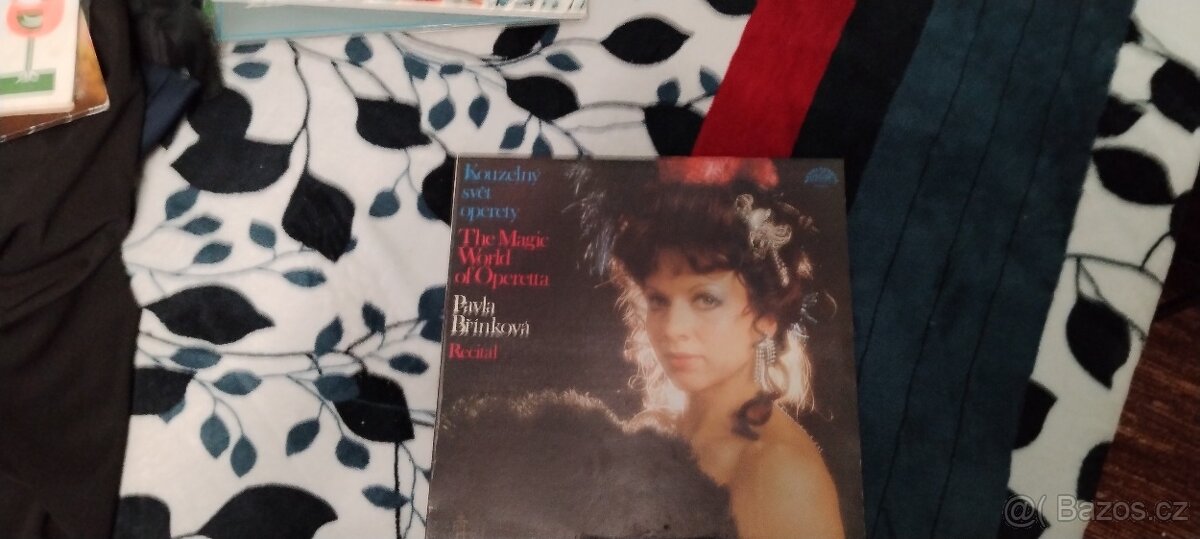 Kouzelný
svět
operety
The Magic
World
of Operetta
Pavla
Břínková
Recital
@( Bazos.cz